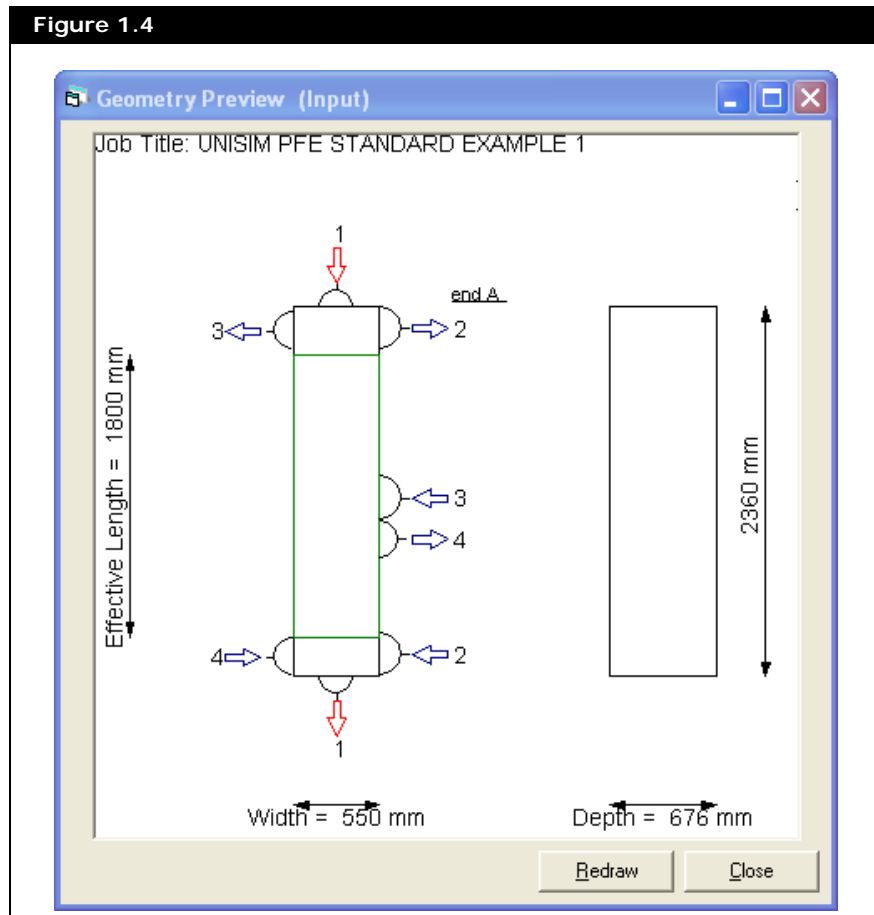 Figure 1.4
Geometry Preview (Input)
Job Title: UNISIM PFE STANDARD EXAMPLE 1
1
end A
3
2
Effective Length = 1800 mm
3
4
2360 mm
4
2
1
Width = 550 mm
Depth = 676 mm
Redraw
Close